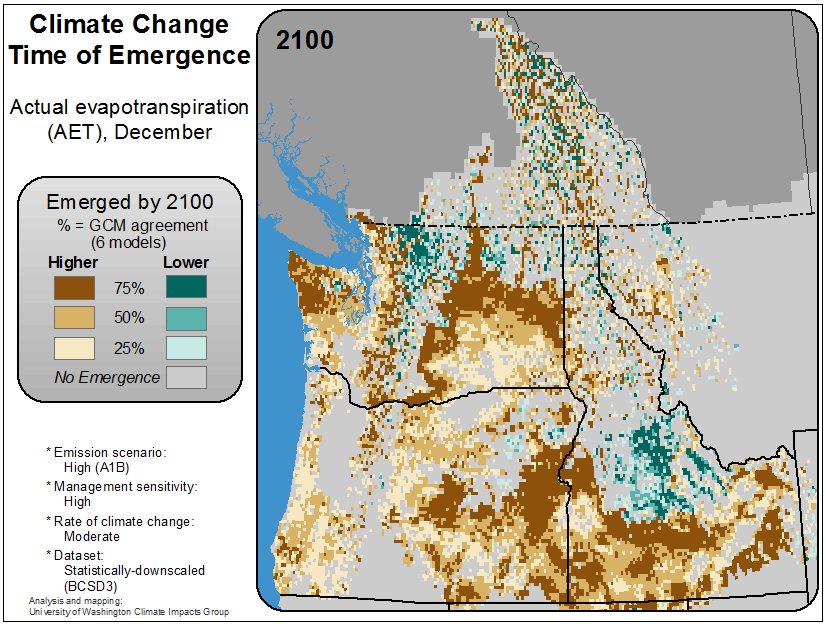 Climate Change
Time of Emergence
Actual evapotranspiration
(AET), December
Emerged by 2100
% = GCM agreement
(6 models)
Higher Lower
75%
50%
25%
No Emergence
* Emission scenario:
High (A1B)
* Management sensitivity:
High
* Rate of climate change:
Moderate
* Dataset:
Statistically-downscaled
(BCSD3)
Analysis and mapping:
University of Washington Climate Impacts Group
2100